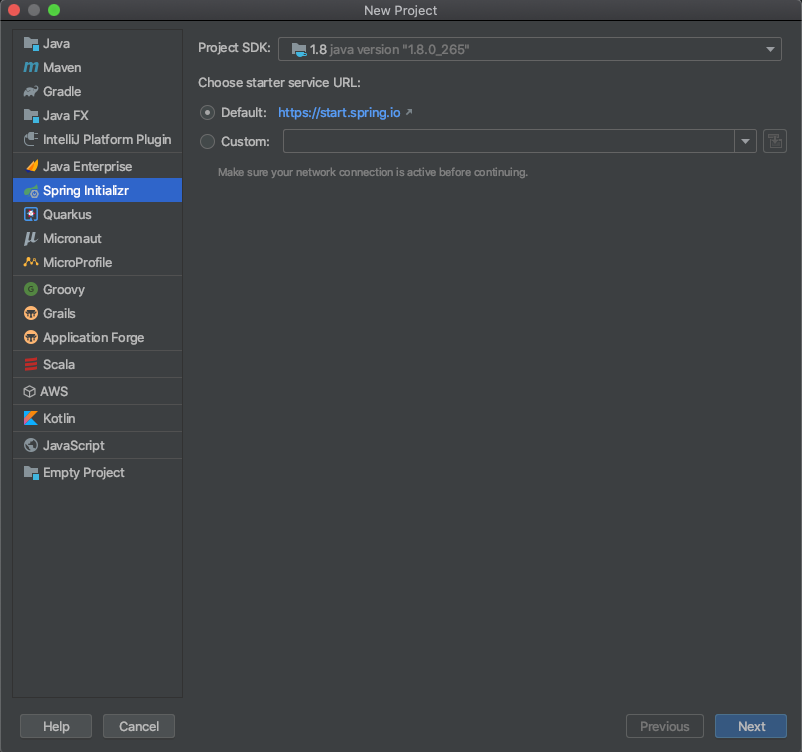 New Project
Java
Maven
Gradle
Java FX
IntelliJ Platform Plugin
Java Enterprise
Spring Initializr
Quarkus
Micronaut
MicroProfile
G Groovy
Grails
Application Forge
Scala
AWS
Kotlin
JavaScript
Empty Project
Project SDK: 1.8 java version "1.8.0_265"
Choose starter service URL:
Default: https://start.spring.io ↗
Custom:
Make sure your network connection is active before continuing.
Help Cancel Previous Next